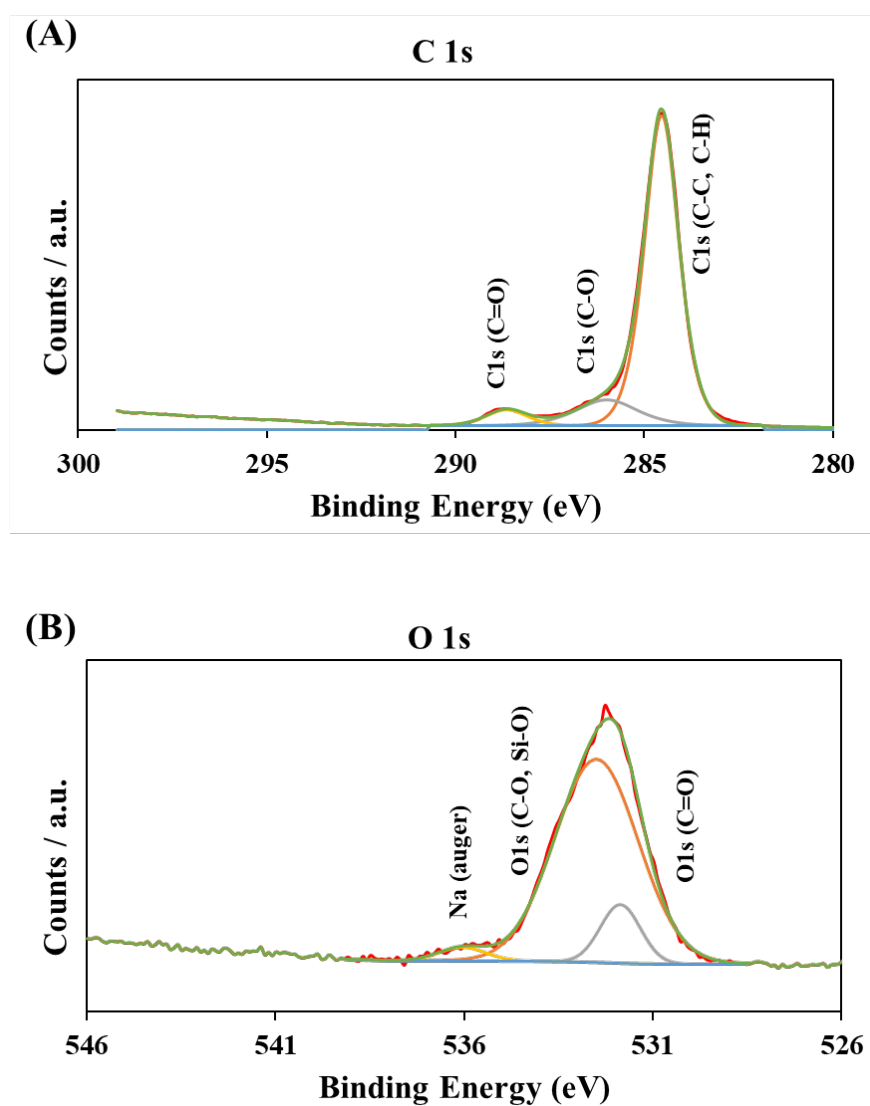 (A)
C 1s
Counts / a.u.
C1s (C=O)
C1s (C-O)
C1s (C-C, C-H)
300 295 290 285 280
Binding Energy (eV)
(B)
O 1s
Counts / a.u.
Na (auger)
O1s (C-O, Si-O)
O1s (C=O)
546 541 536 531 526
Binding Energy (eV)